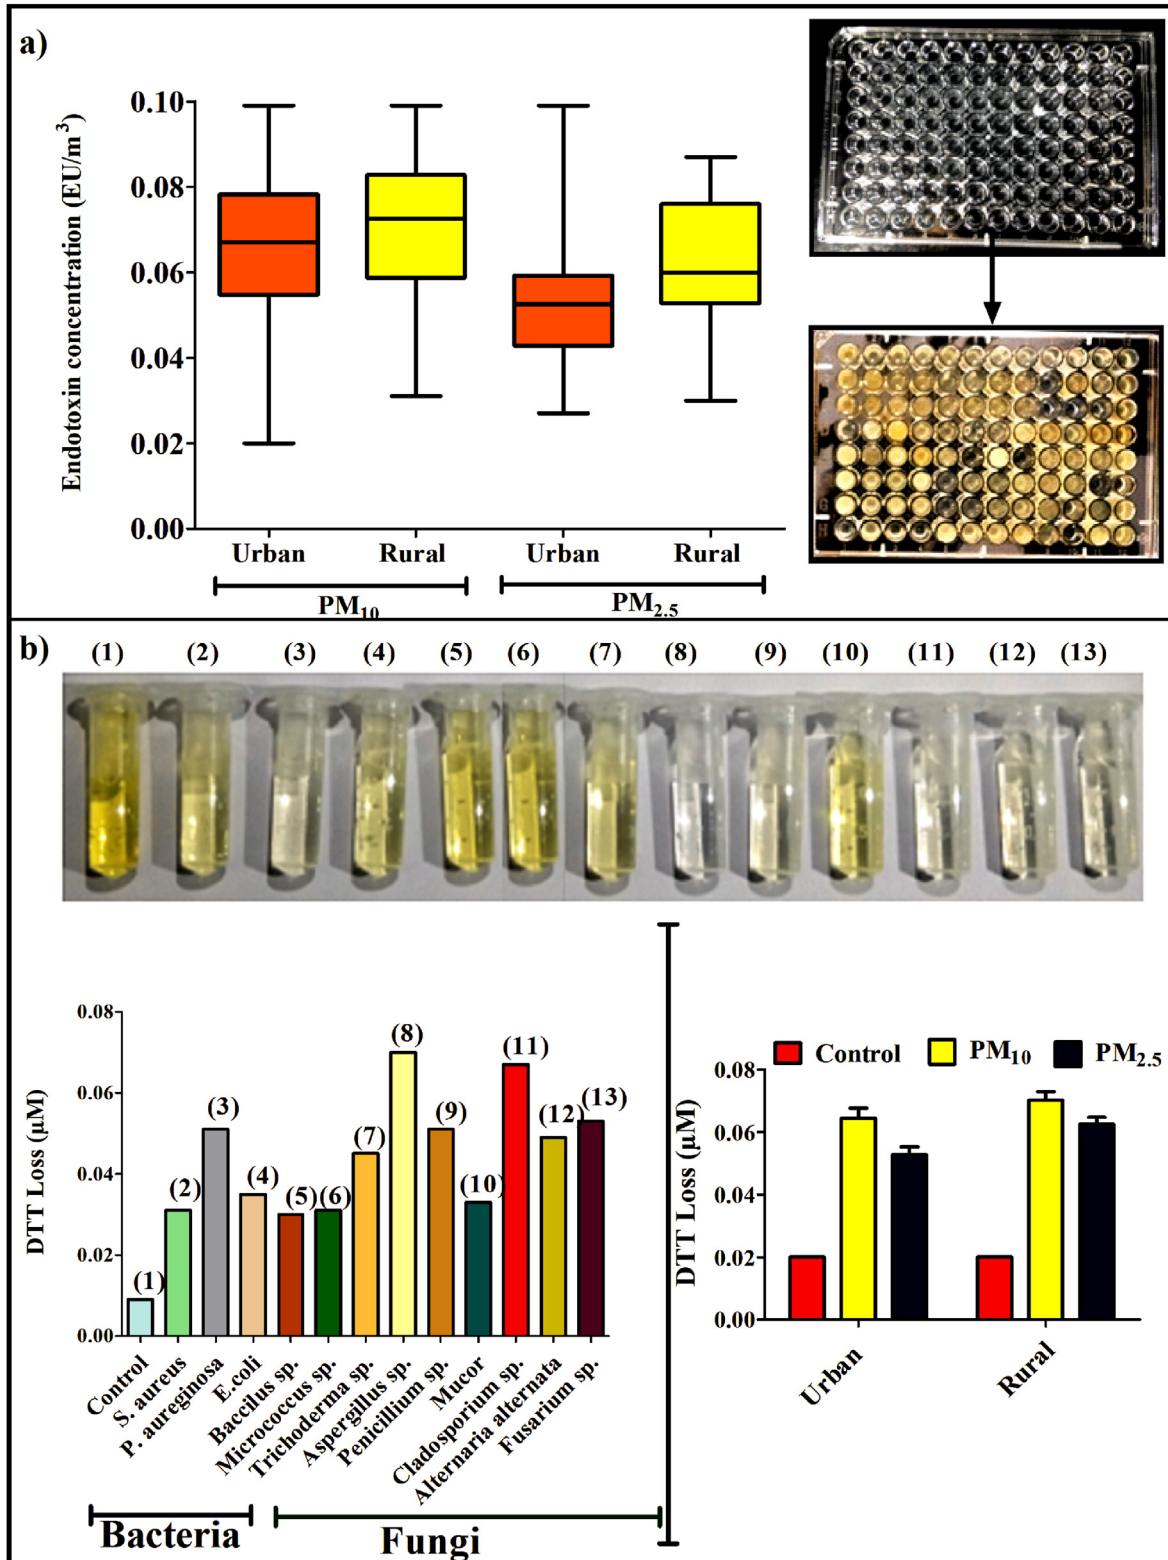 a)
Endotoxin concentration (EU/m³)
0.10
0.08
0.06
0.04
0.02
0.00
Urban Rural Urban Rural
PM₁₀ PM₂.₅
b) (1) (2) (3) (4) (5) (6) (7) (8) (9) (10) (11) (12) (13)
DTT Loss (µM)
0.08
0.06
0.04
0.02
0.00
(1) (2) (3) (4) (5) (6) (7) (8) (9) (10) (11) (12) (13)
Control
S. aureus
P. aureginosa
E.coli
Baccilus sp.
Micrococcus sp.
Trichoderma sp.
Aspergillus sp.
Penicillium sp.
Mucor
Cladosporium sp.
Alternaria alternata
Fusarium sp.
Bacteria Fungi
Control PM₁₀ PM₂.₅
DTT Loss (µM)
0.08
0.06
0.04
0.02
0.00
Urban Rural